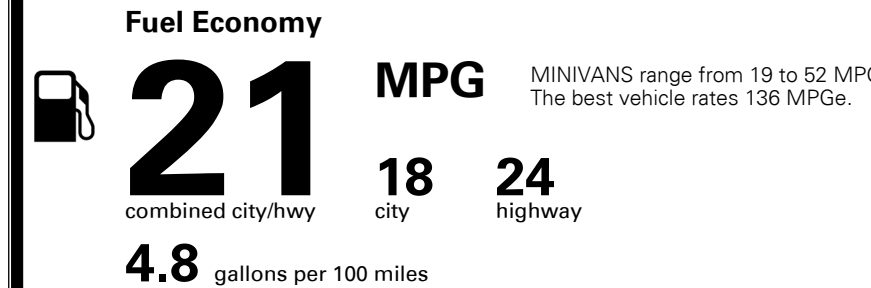 Fuel Economy
21 MPG
MINIVANS range from 19 to 52
The best vehicle rates 136 MPGe.
18 24
combined city/hwy city highway
4.8 gallons per 100 miles